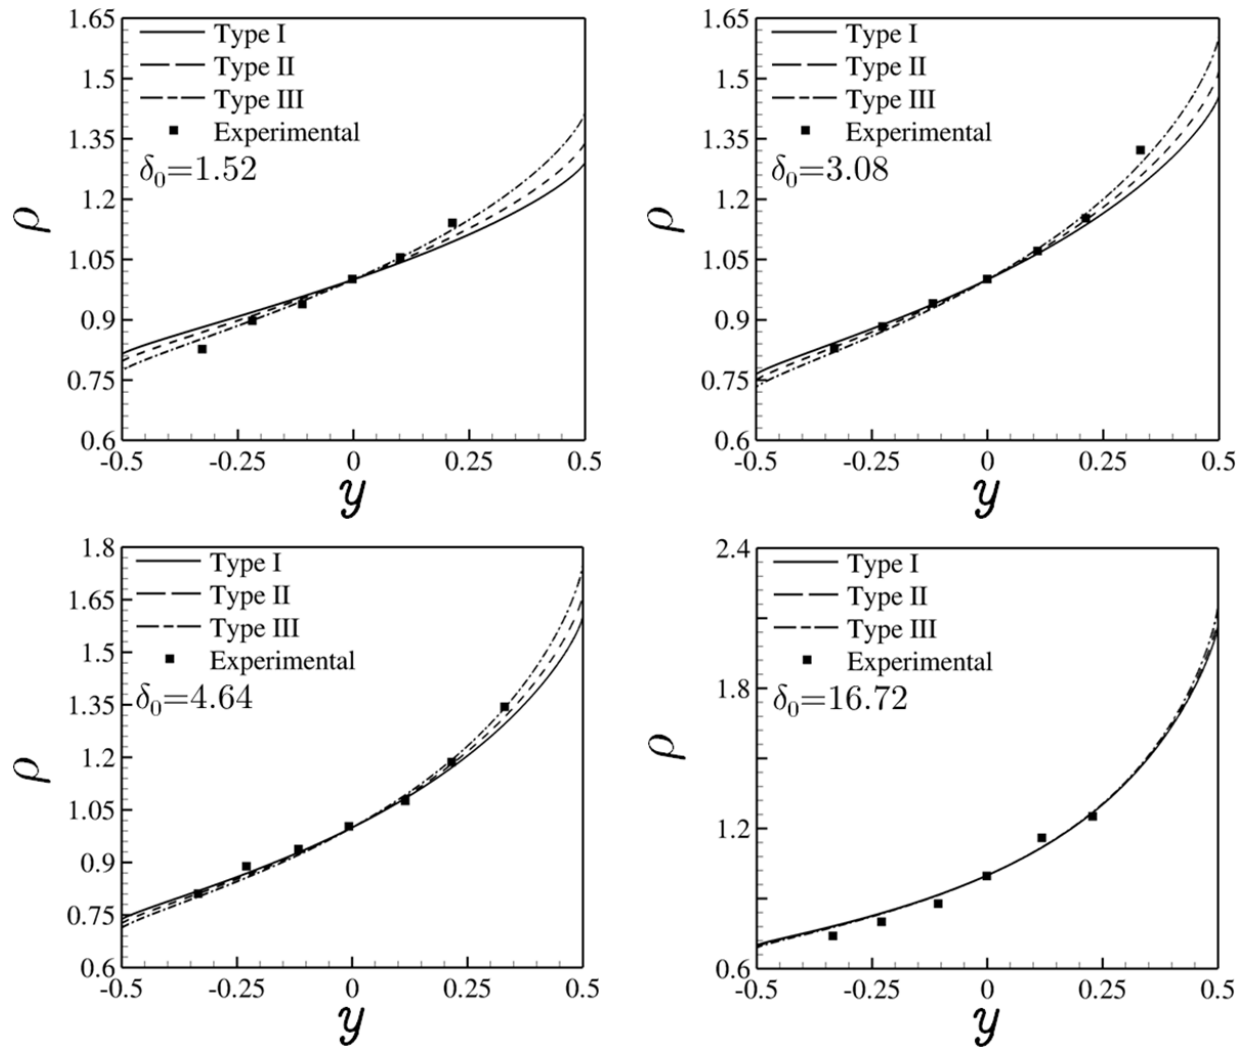 1.65
1.5
1.35
1.2
1.05
0.9
0.75
0.6
ρ
Type I
Type II
Type III
Experimental
δ₀=1.52
-0.5 -0.25 0 0.25 0.5
y
1.65
1.5
1.35
1.2
1.05
0.9
0.75
0.6
ρ
Type I
Type II
Type III
Experimental
δ₀=3.08
-0.5 -0.25 0 0.25 0.5
y
1.8
1.65
1.5
1.35
1.2
1.05
0.9
0.75
0.6
ρ
Type I
Type II
Type III
Experimental
δ₀=4.64
-0.5 -0.25 0 0.25 0.5
y
2.4
1.8
1.2
0.6
ρ
Type I
Type II
Type III
Experimental
δ₀=16.72
-0.5 -0.25 0 0.25 0.5
y